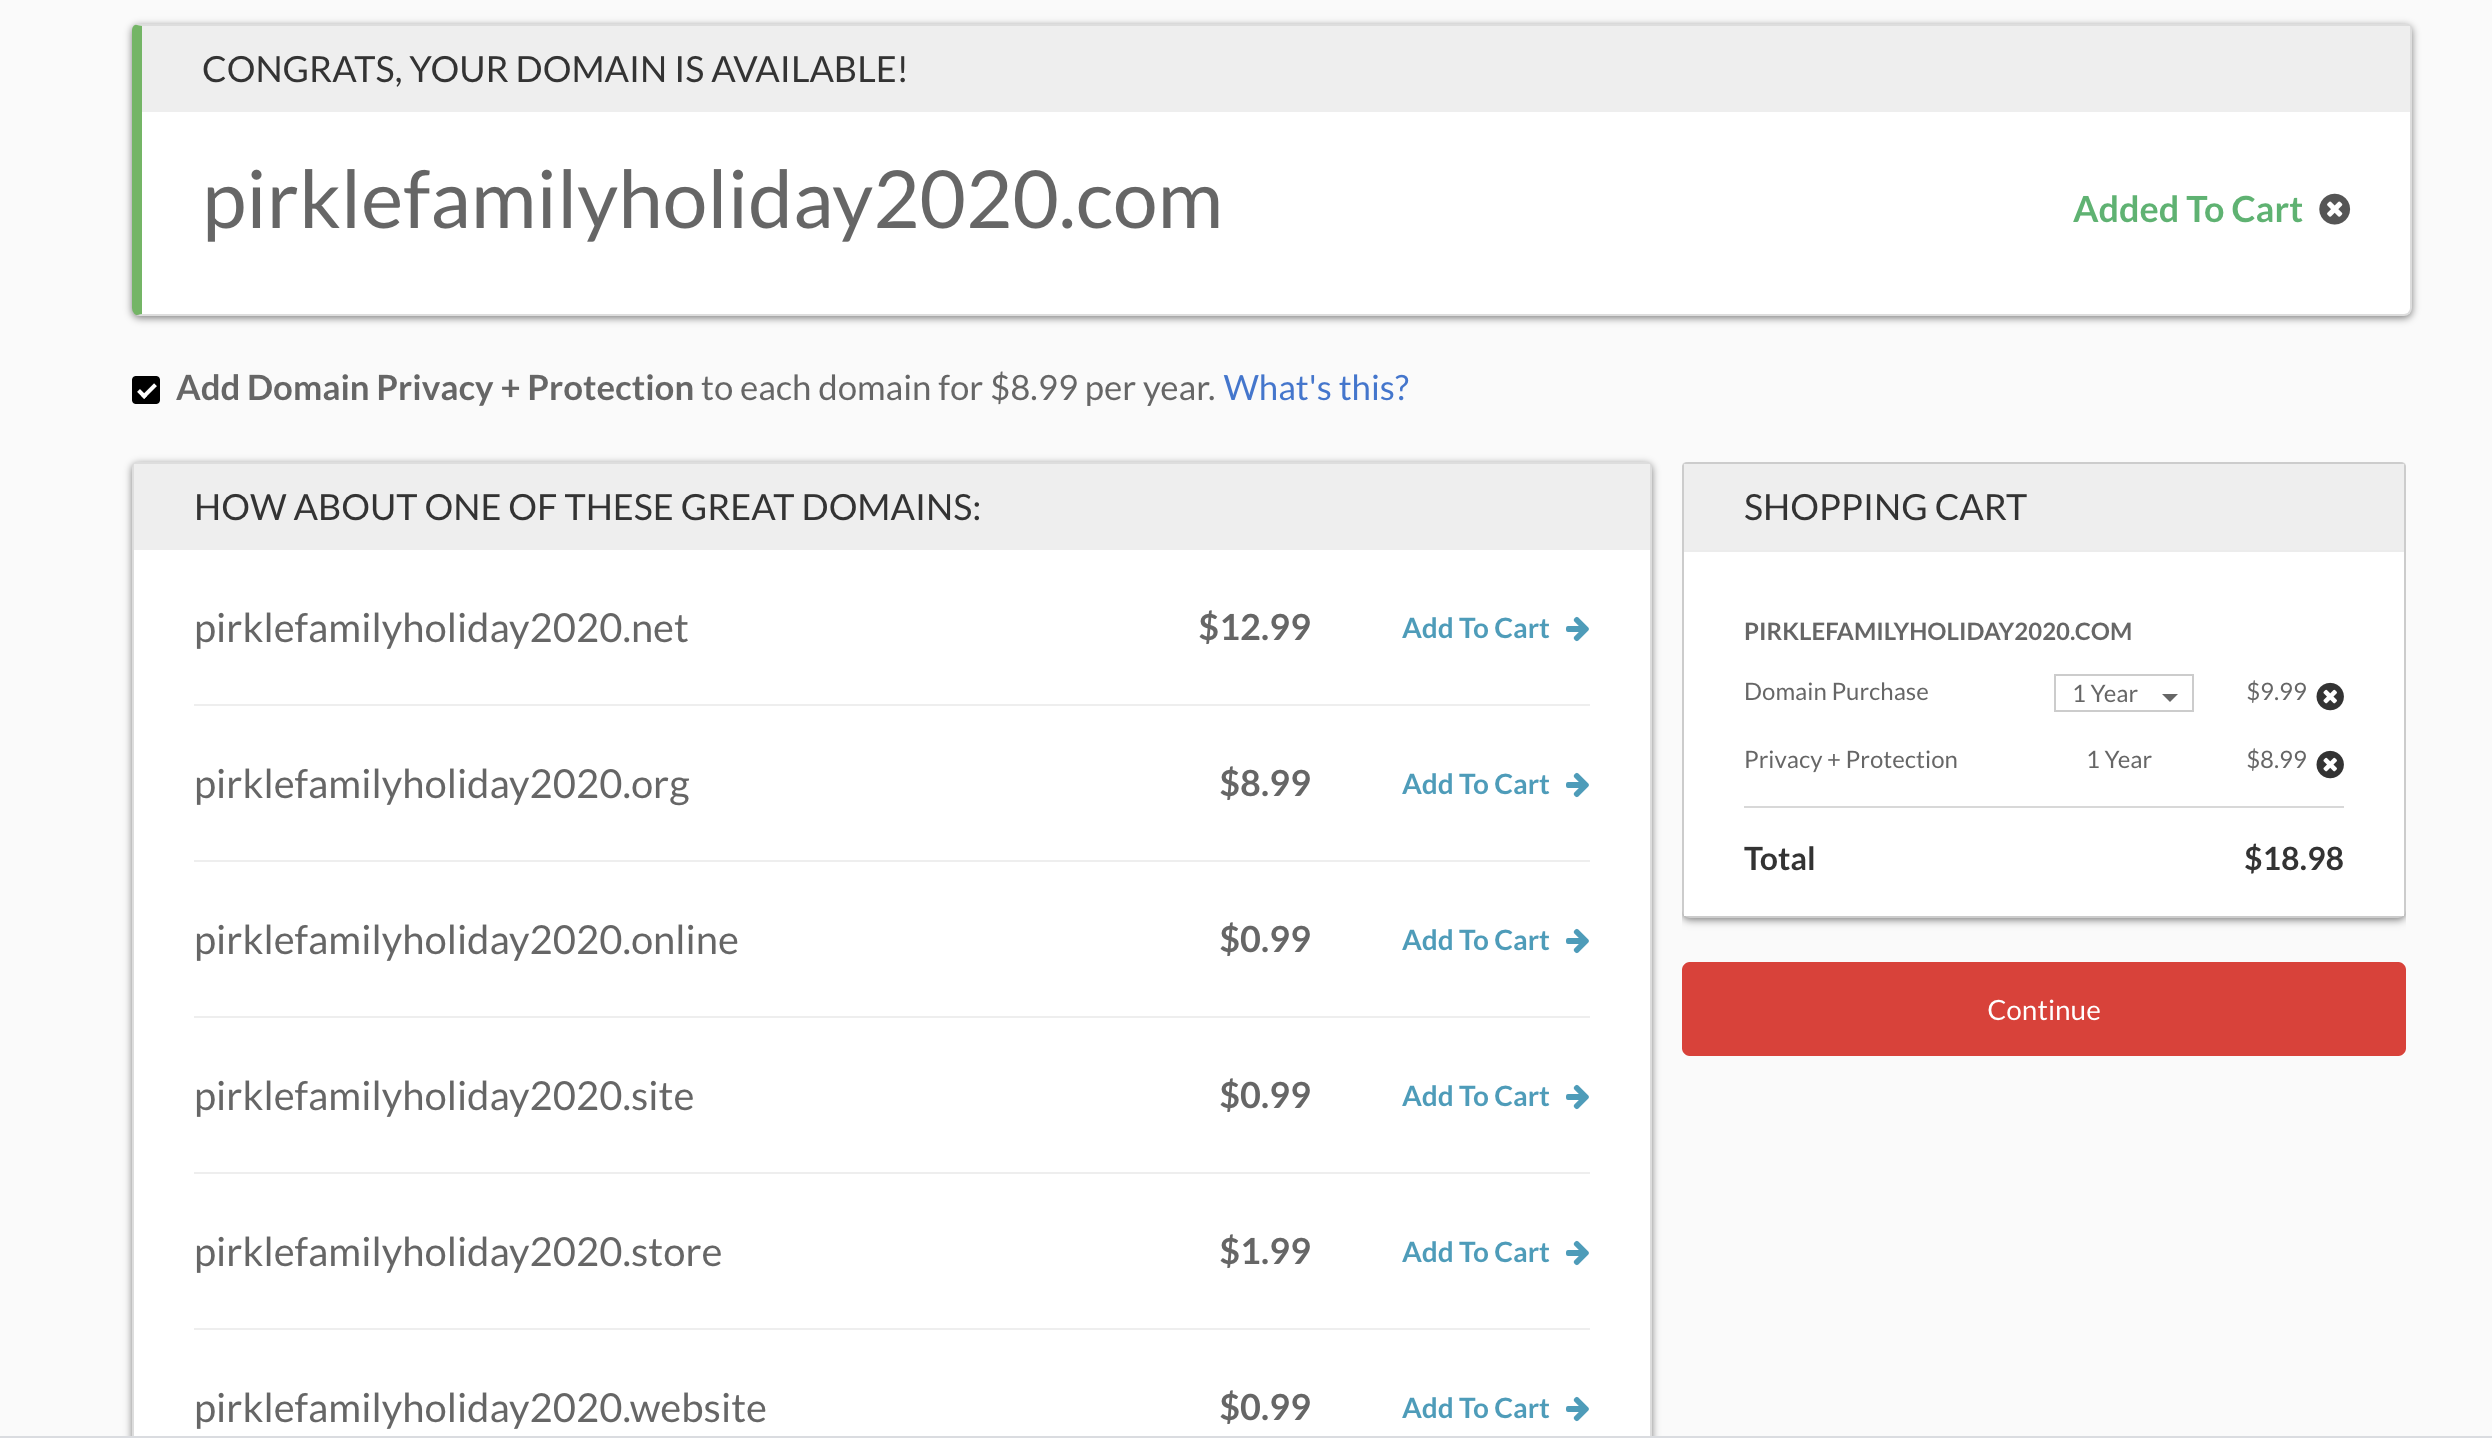 CONGRATS, YOUR DOMAIN IS AVAILABLE!
pirklefamilyholiday2020.com
Added To Cart
Add Domain Privacy + Protection to each domain for $8.99 per year. What's this?
HOW ABOUT ONE OF THESE GREAT DOMAINS:
pirklefamilyholiday2020.net $12.99 Add To Cart
pirklefamilyholiday2020.org $8.99 Add To Cart
pirklefamilyholiday2020.online $0.99 Add To Cart
pirklefamilyholiday2020.site $0.99 Add To Cart
pirklefamilyholiday2020.store $1.99 Add To Cart
pirklefamilyholiday2020.website $0.99 Add To Cart
SHOPPING CART
PIRKLEFAMILYHOLIDAY2020.COM
Domain Purchase 1 Year $9.99
Privacy + Protection 1 Year $8.99
Total $18.98
Continue